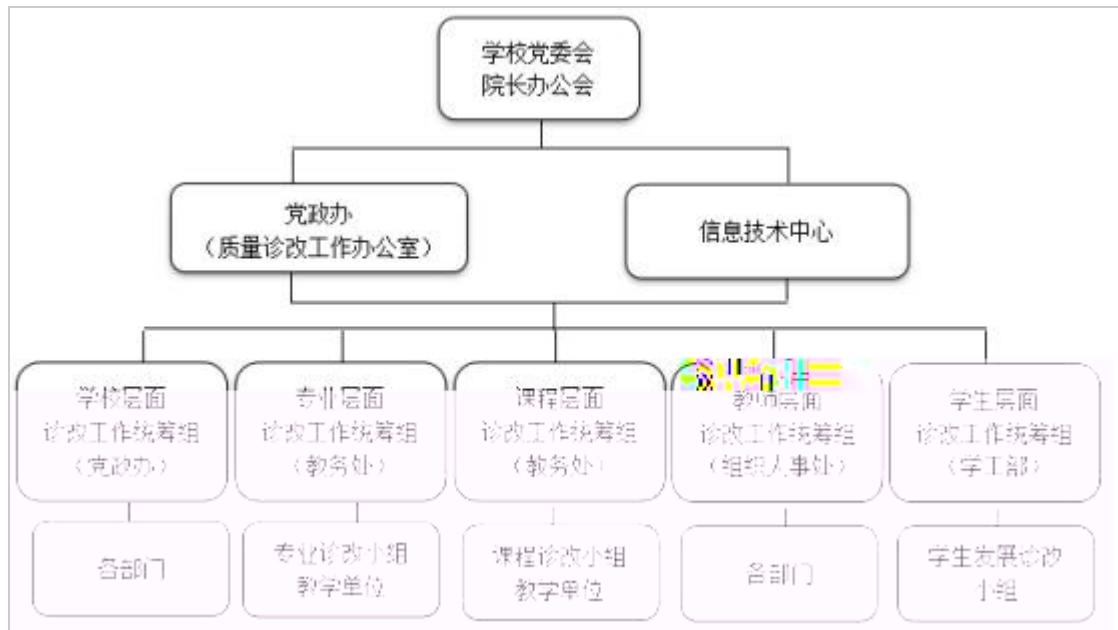 学校党委会
院长办公会
党政办
（质量诊改工作办公室）
信息技术中心
学校层面
诊改工作统筹组
（党政办）
专业层面
诊改工作统筹组
（教务处）
课程层面
诊改工作统筹组
（教务处）
教师层面
诊改工作统筹组
（组织人事处）
学生层面
诊改工作统筹组
（学工部）
各部门
专业诊改小组
教学单位
课程诊改小组
教学单位
各部门
学生发展诊改
小组